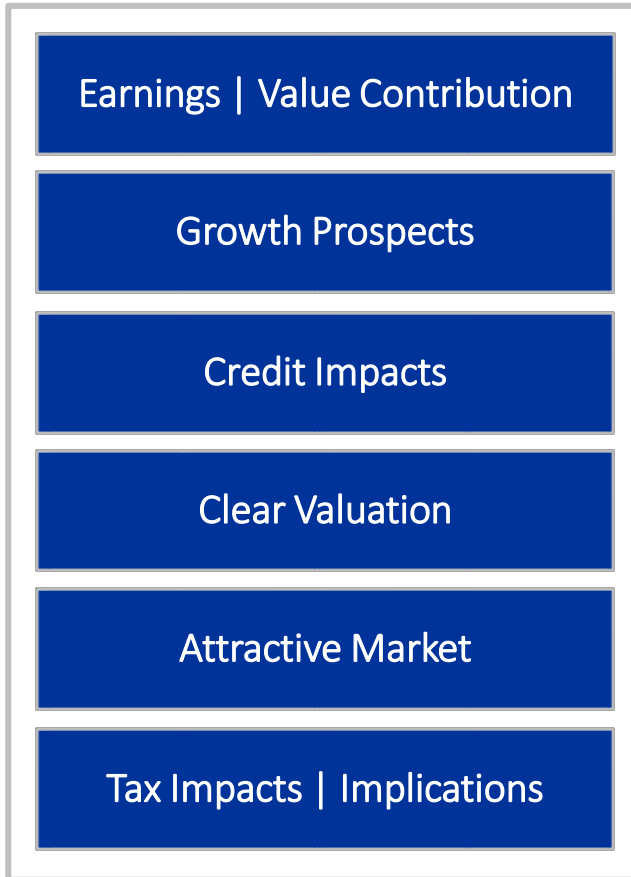 Earnings | Value Contribution
Growth Prospects
Credit Impacts
Clear Valuation
Attractive Market
Tax Impacts | Implications